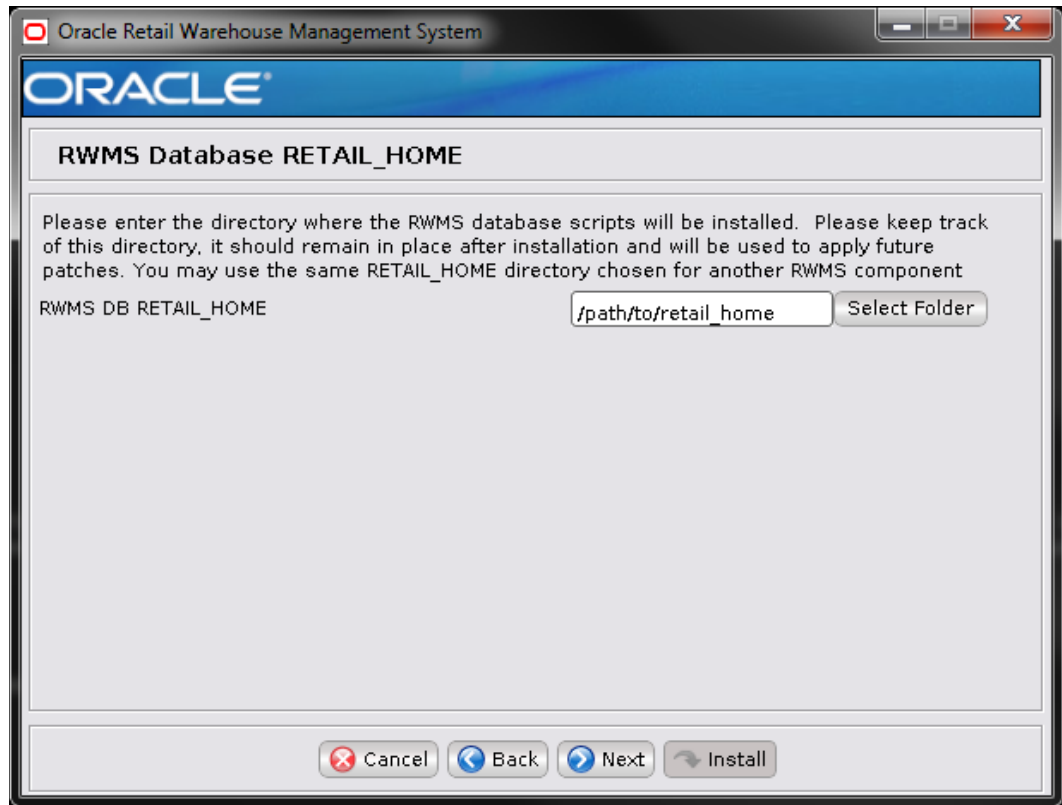 Oracle Retail Warehouse Management System
ORACLE®
RWMS Database RETAIL_HOME
Please enter the directory where the RWMS database scripts will be installed.  Please keep track
of this directory, it should remain in place after installation and will be used to apply future
patches. You may use the same RETAIL_HOME directory chosen for another RWMS component
RWMS DB RETAIL_HOME /path/to/retail_home Select Folder
Cancel Back Next Install